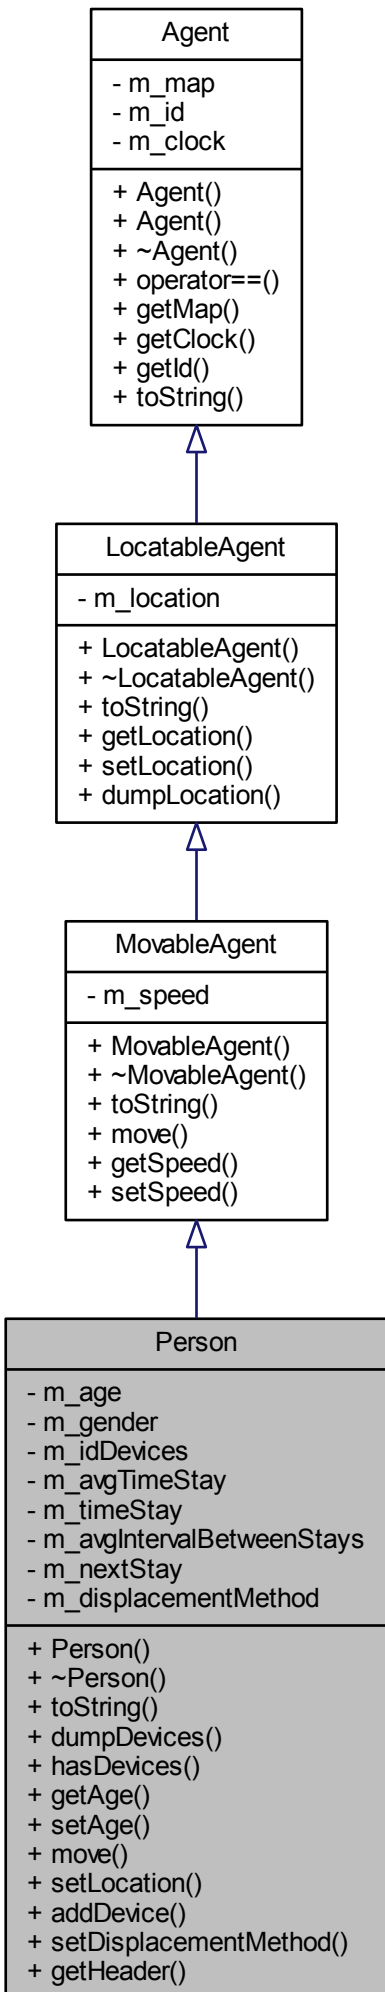 Agent
- m_map
- m_id
- m_clock
+ Agent()
+ Agent()
+ ~Agent()
+ operator==()
+ getMap()
+ getClock()
+ getId()
+ toString()
LocatableAgent
- m_location
+ LocatableAgent()
+ ~LocatableAgent()
+ toString()
+ getLocation()
+ setLocation()
+ dumpLocation()
MovableAgent
- m_speed
+ MovableAgent()
+ ~MovableAgent()
+ toString()
+ move()
+ getSpeed()
+ setSpeed()
Person
- m_age
- m_gender
- m_idDevices
- m_avgTimeStay
- m_timeStay
- m_avgIntervalBetweenStays
- m_nextStay
- m_displacementMethod
+ Person()
+ ~Person()
+ toString()
+ dumpDevices()
+ hasDevices()
+ getAge()
+ setAge()
+ move()
+ setLocation()
+ addDevice()
+ setDisplacementMethod()
+ getHeader()